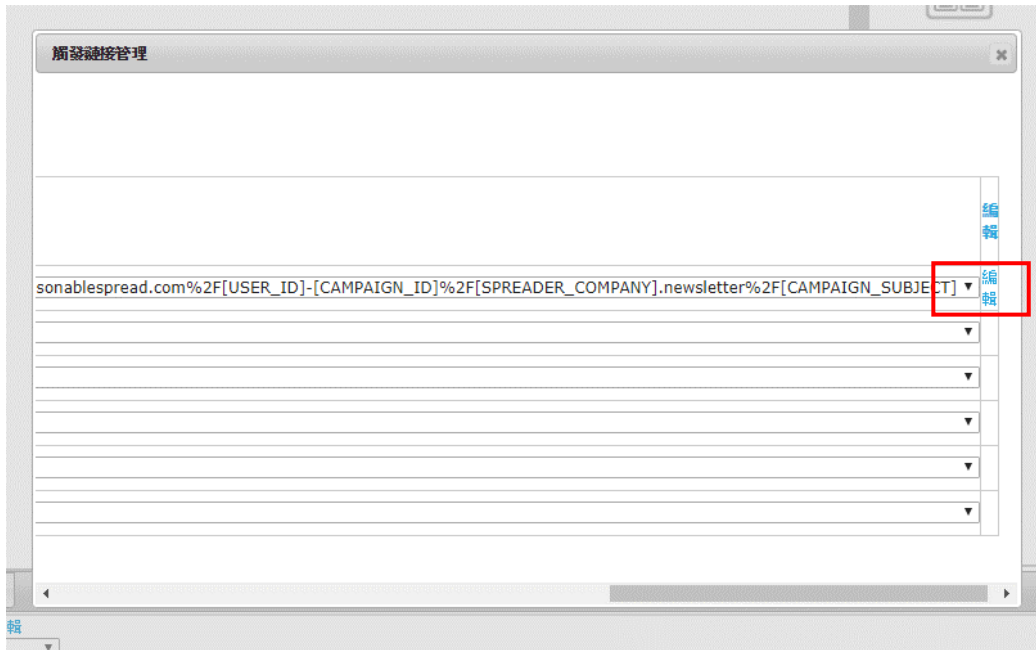 觸發鏈接管理
編
輯
sonablespread.com%2F[USER_ID]-[CAMPAIGN_ID]%2F[SPREADER_COMPANY].newsletter%2F[CAMPAIGN_SUBJECT]
編
輯
輯